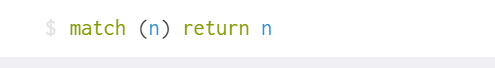 $ match (n) return n